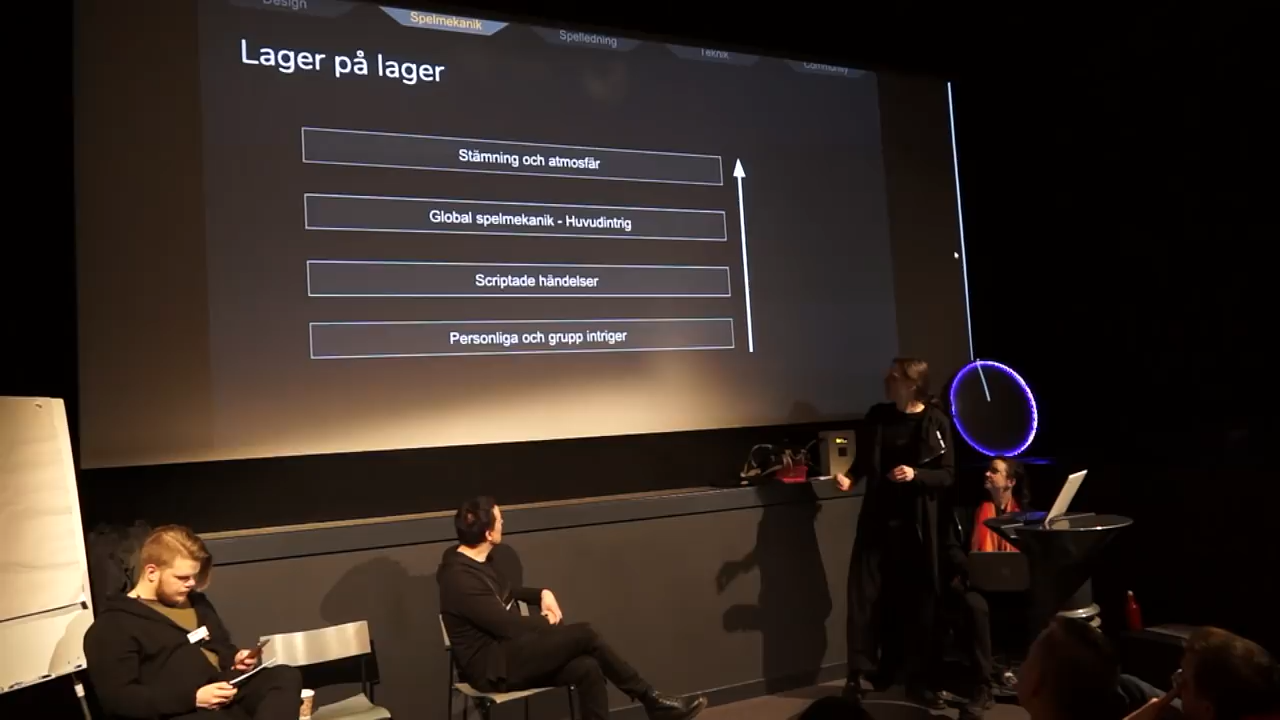 Design
Spelmekanik
Spelledning
Teknik
Community
Lager på lager
Stämning och atmosfär
Global spelmekanik - Huvudintrig
Scriptade händelser
Personliga och grupp intriger